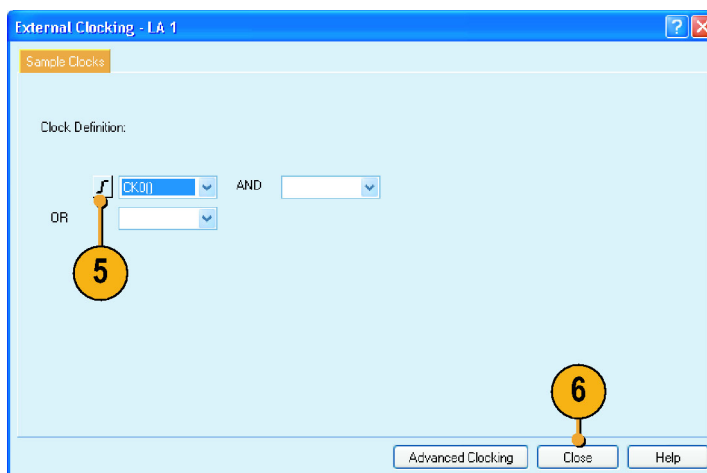 External Clocking - LA 1
Sample Clocks
Clock Definition:
CK0() AND
OR
5
6
Advanced Clocking Close Help